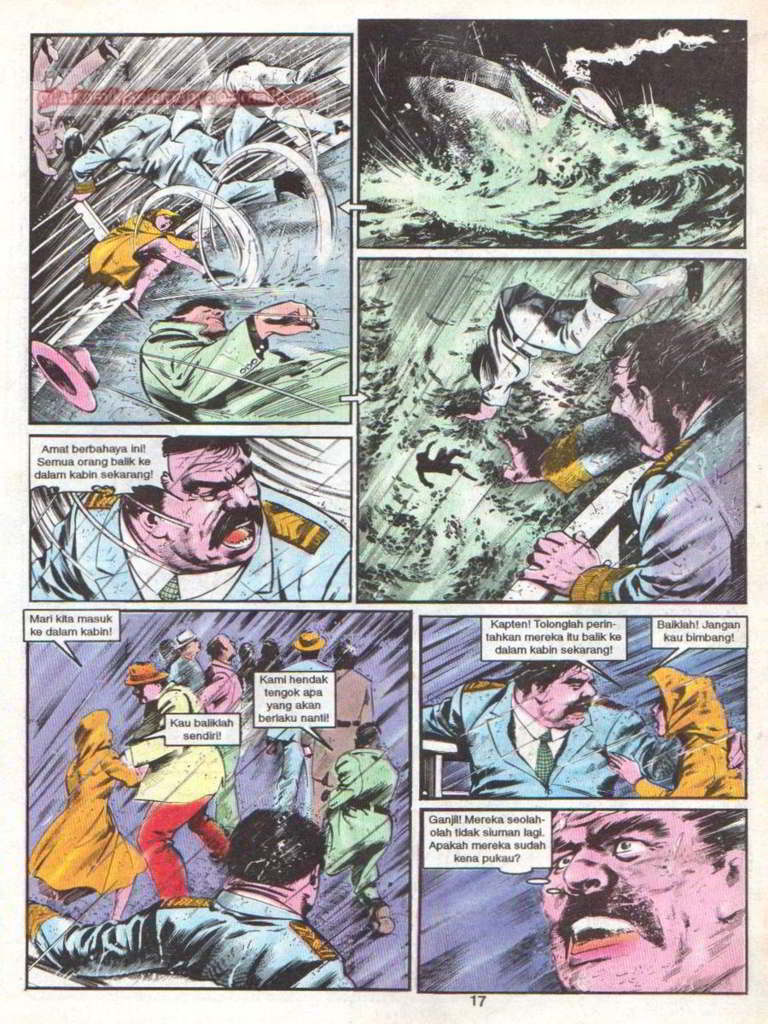 Amat berbahaya ini!
Semua orang balik ke
dalam kabin sekarang!
Mari kita masuk
ke dalam kabin!
Kau baliklah
sendiri!
Kami hendak
tengok apa
yang akan
berlaku nanti!
Kapten! Tolonglah perin-
tahkan mereka itu balik ke
dalam kabin sekarang!
Baiklah! Jangan
kau bimbang!
Ganjil! Mereka seolah-
olah tidak siuman lagi.
Apakah mereka sudah
kena pukau?
17